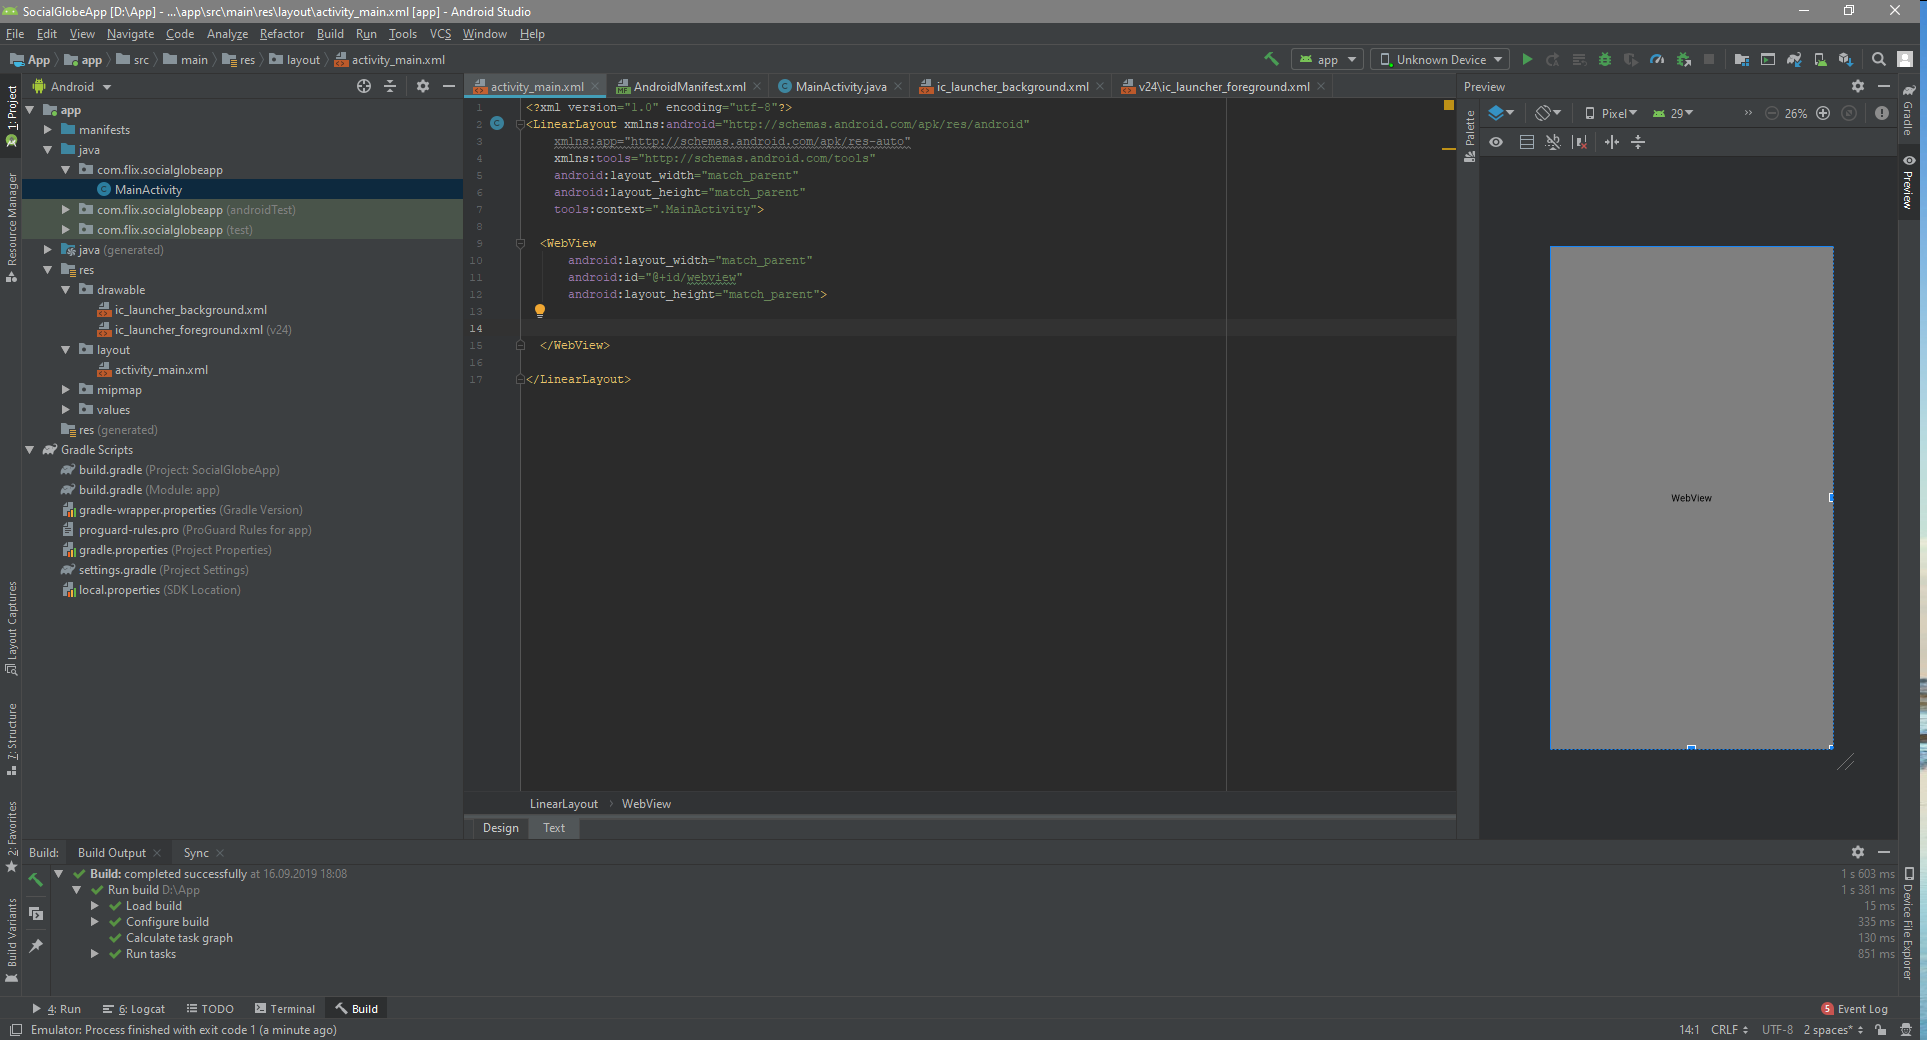 SocialGlobeApp [D:\App] - ...\app\src\main\res\layout\activity_main.xml [app] - Android Studio
File Edit View Navigate Code Analyze Refactor Build Run Tools VCS Window Help
App app src main res layout activity_main.xml app Unknown Device
1: Project
Resource Manager
Layout Captures
7: Structure
2: Favorites
Build Variants
Android
app
manifests
java
com.flix.socialglobeapp
MainActivity
com.flix.socialglobeapp (androidTest)
com.flix.socialglobeapp (test)
java (generated)
res
drawable
ic_launcher_background.xml
ic_launcher_foreground.xml (v24)
layout
activity_main.xml
mipmap
values
res (generated)
Gradle Scripts
build.gradle (Project: SocialGlobeApp)
build.gradle (Module: app)
gradle-wrapper.properties (Gradle Version)
proguard-rules.pro (ProGuard Rules for app)
gradle.properties (Project Properties)
settings.gradle (Project Settings)
local.properties (SDK Location)
activity_main.xml AndroidManifest.xml MainActivity.java ic_launcher_background.xml v24\ic_launcher_foreground.xml
1 <?xml version="1.0" encoding="utf-8"?>
2 <LinearLayout xmlns:android="http://schemas.android.com/apk/res/android"
3 xmlns:app="http://schemas.android.com/apk/res-auto"
4 xmlns:tools="http://schemas.android.com/tools"
5 android:layout_width="match_parent"
6 android:layout_height="match_parent"
7 tools:context=".MainActivity">
8
9 <WebView
10 android:layout_width="match_parent"
11 android:id="@+id/webview"
12 android:layout_height="match_parent">
13
14
15 </WebView>
16
17 </LinearLayout>
LinearLayout WebView
Design Text
Preview
Palette
Pixel 29 » 26%
WebView
Gradle
Preview
Device File Explorer
Build: Build Output Sync
Build: completed successfully at 16.09.2019 18:08 1 s 603 ms
Run build D:\App 1 s 381 ms
Load build 15 ms
Configure build 335 ms
Calculate task graph 130 ms
Run tasks 851 ms
4: Run 6: Logcat TODO Terminal Build 5 Event Log
Emulator: Process finished with exit code 1 (a minute ago) 14:1 CRLF UTF-8 2 spaces*